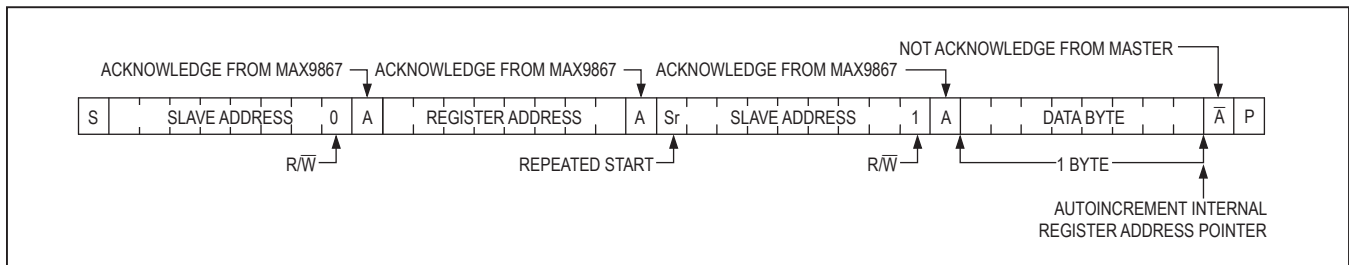 NOT ACKNOWLEDGE FROM MASTER
ACKNOWLEDGE FROM MAX9867 ACKNOWLEDGE FROM MAX9867 ACKNOWLEDGE FROM MAX9867
S SLAVE ADDRESS 0 A REGISTER ADDRESS A Sr SLAVE ADDRESS 1 A DATA BYTE A̅ P
R/W̅ REPEATED START R/W̅ 1 BYTE
AUTOINCREMENT INTERNAL
REGISTER ADDRESS POINTER